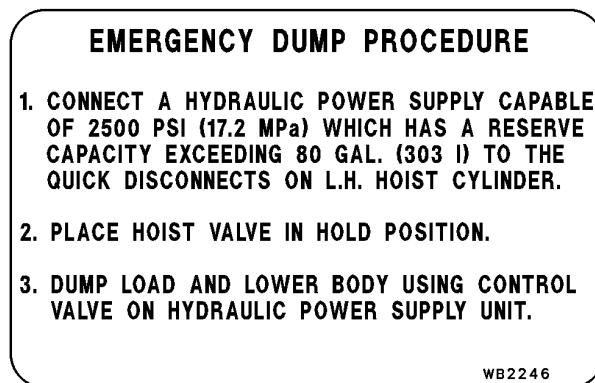 EMERGENCY DUMP PROCEDURE
1. CONNECT A HYDRAULIC POWER SUPPLY CAPABLE
OF 2500 PSI (17.2 MPa) WHICH HAS A RESERVE
CAPACITY EXCEEDING 80 GAL. (303 l) TO THE
QUICK DISCONNECTS ON L.H. HOIST CYLINDER.
2. PLACE HOIST VALVE IN HOLD POSITION.
3. DUMP LOAD AND LOWER BODY USING CONTROL
VALVE ON HYDRAULIC POWER SUPPLY UNIT.
WB2246